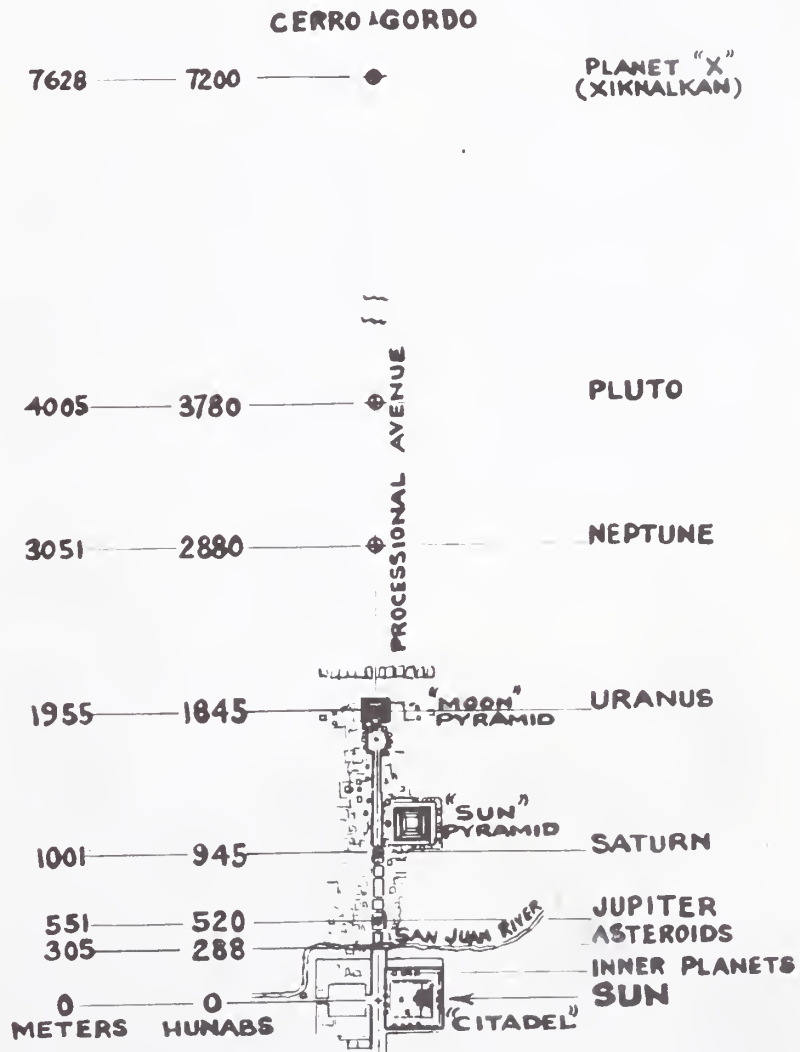 CERRO GORDO
7628 7200 PLANET "X"
(XIKNALKAN)
4005 3780 PLUTO
PROCESSIONAL AVENUE
3051 2880 NEPTUNE
1955 1845 "MOON" URANUS
PYRAMID
"SUN"
PYRAMID
1001 945 SATURN
551 520 JUPITER
SAN JUAN RIVER
305 288 ASTEROIDS
INNER PLANETS
0 0 SUN
METERS HUNABS "CITADEL"